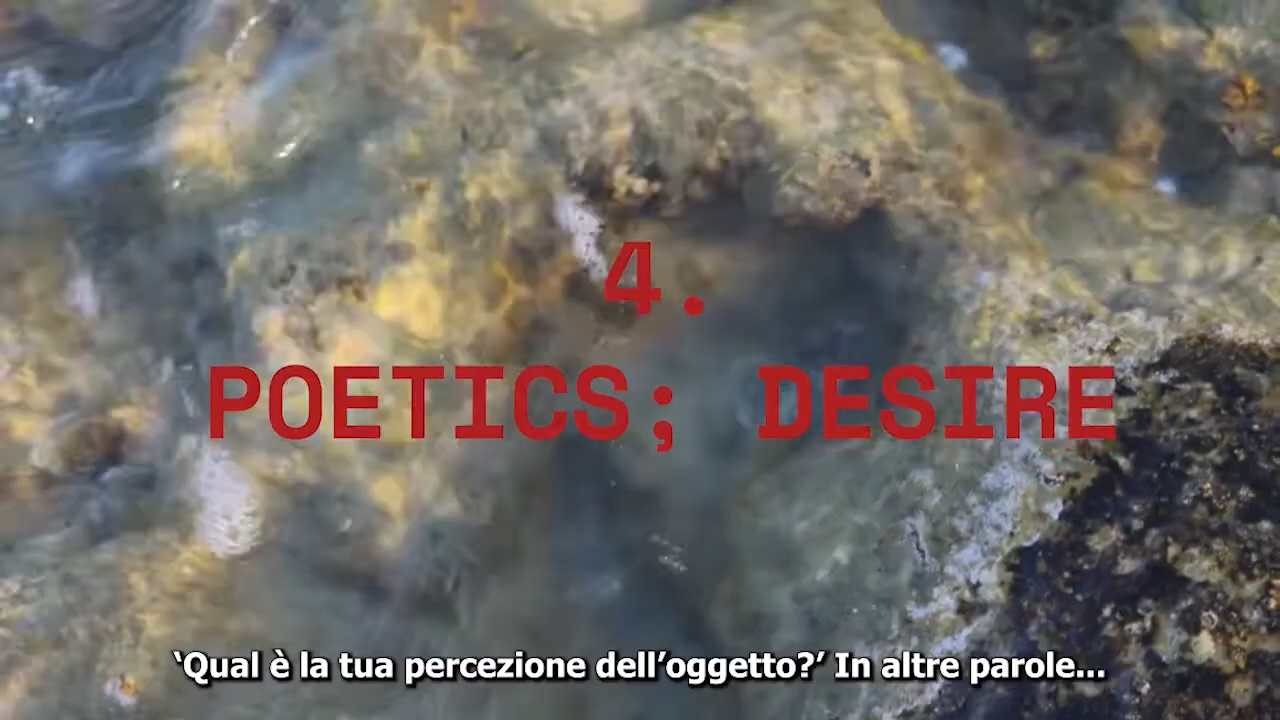 4.
POETICS; DESIRE
‘Qual è la tua percezione dell’oggetto?’ In altre parole...